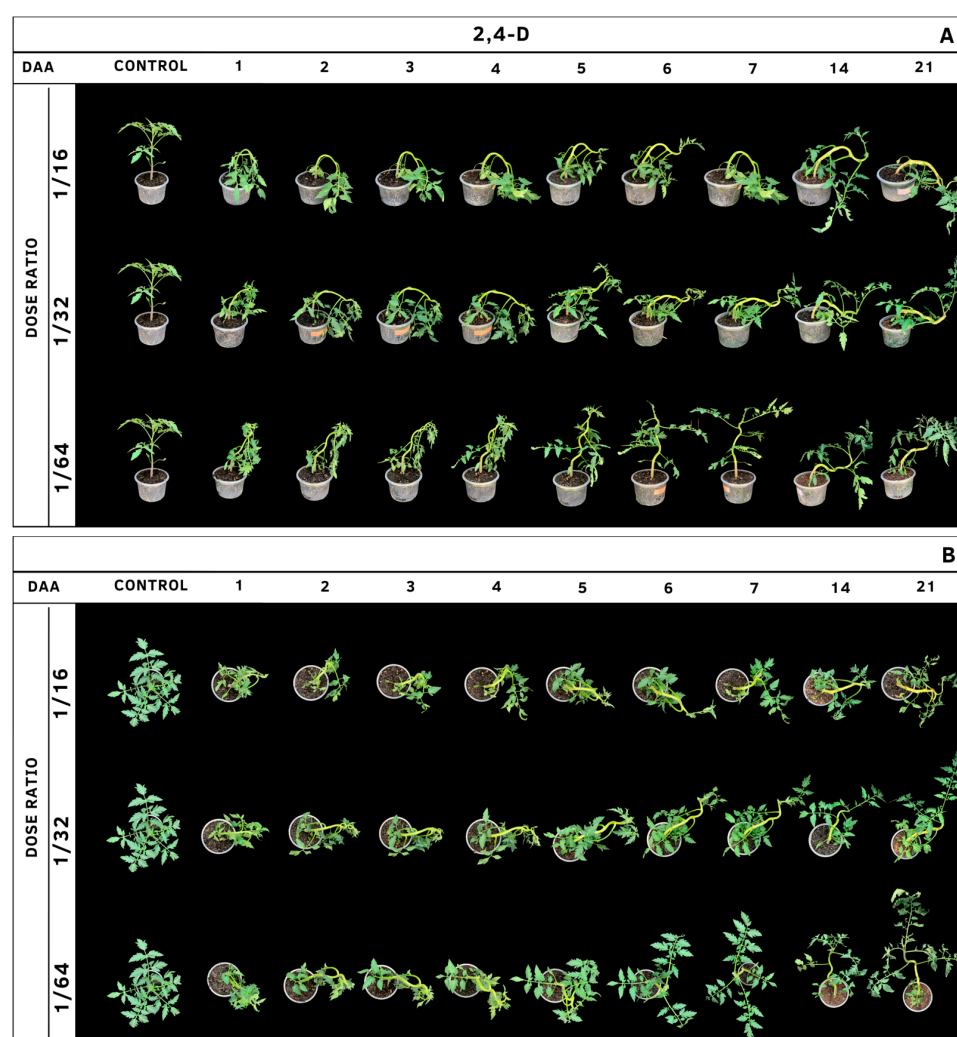 2,4-D A
DAA CONTROL 1 2 3 4 5 6 7 14 21
DOSE RATIO
1/16
1/32
1/64
B
DAA CONTROL 1 2 3 4 5 6 7 14 21
DOSE RATIO
1/16
1/32
1/64